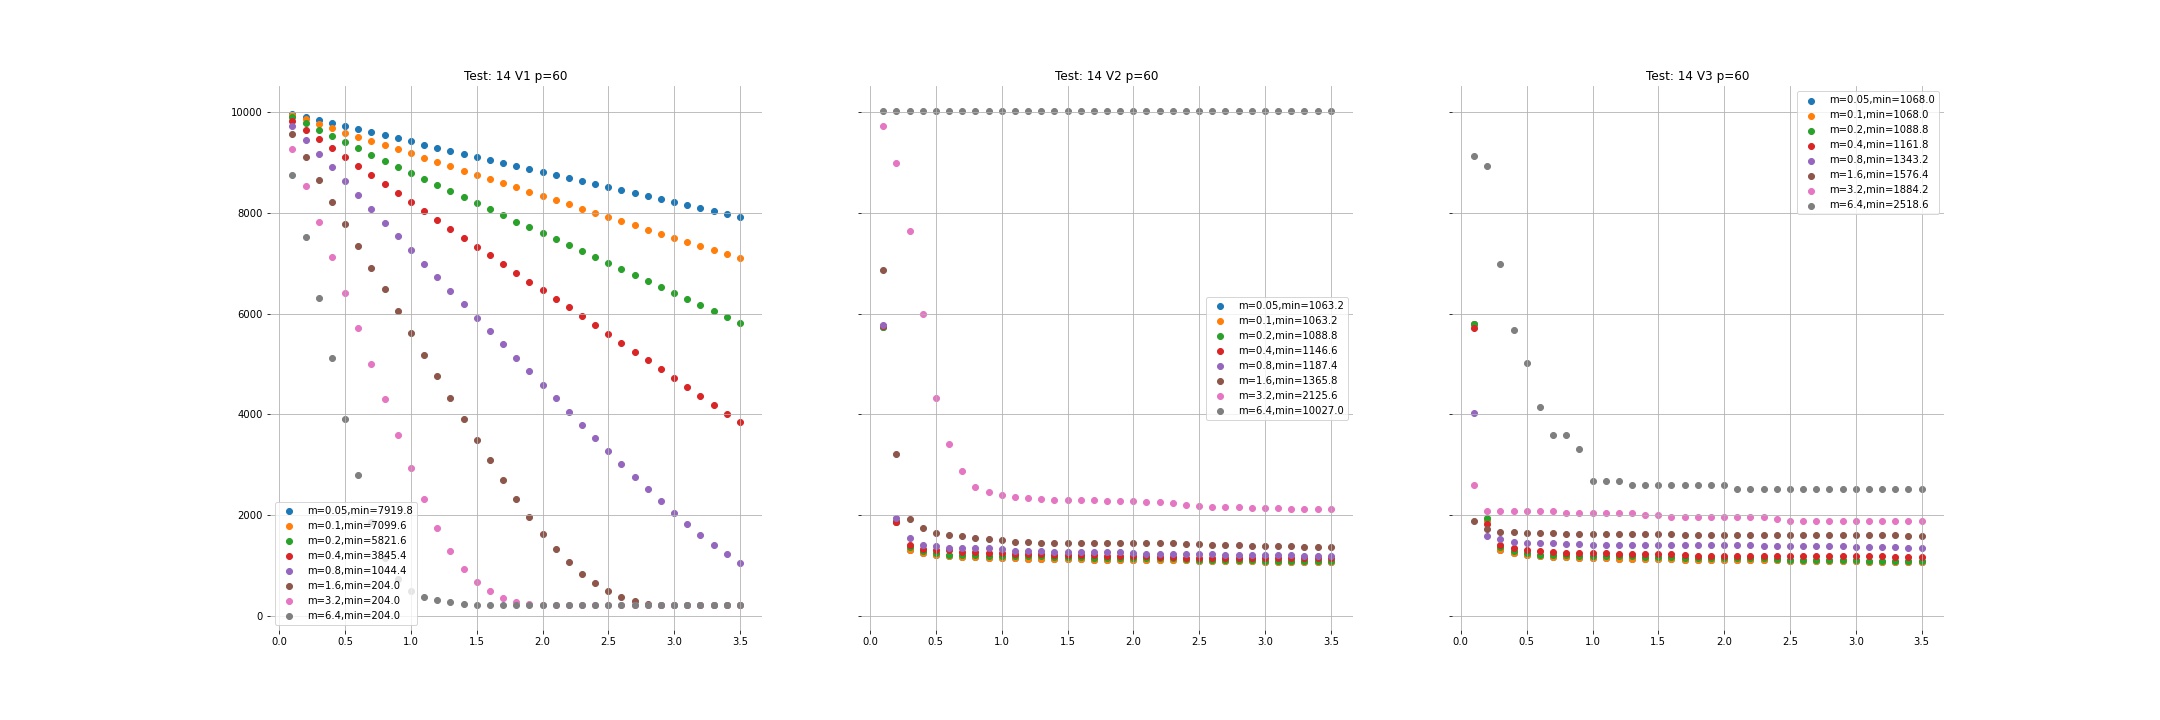 Test: 14 V1 p=60
10000
8000
6000
4000
2000
0
0.0 0.5 1.0 1.5 2.0 2.5 3.0 3.5
m=0.05,min=7919.8
m=0.1,min=7099.6
m=0.2,min=5821.6
m=0.4,min=3845.4
m=0.8,min=1044.4
m=1.6,min=204.0
m=3.2,min=204.0
m=6.4,min=204.0
Test: 14 V2 p=60
m=0.05,min=1063.2
m=0.1,min=1063.2
m=0.2,min=1088.8
m=0.4,min=1146.6
m=0.8,min=1187.4
m=1.6,min=1365.8
m=3.2,min=2125.6
m=6.4,min=10027.0
0.0 0.5 1.0 1.5 2.0 2.5 3.0 3.5
Test: 14 V3 p=60
m=0.05,min=1068.0
m=0.1,min=1068.0
m=0.2,min=1088.8
m=0.4,min=1161.8
m=0.8,min=1343.2
m=1.6,min=1576.4
m=3.2,min=1884.2
m=6.4,min=2518.6
0.0 0.5 1.0 1.5 2.0 2.5 3.0 3.5